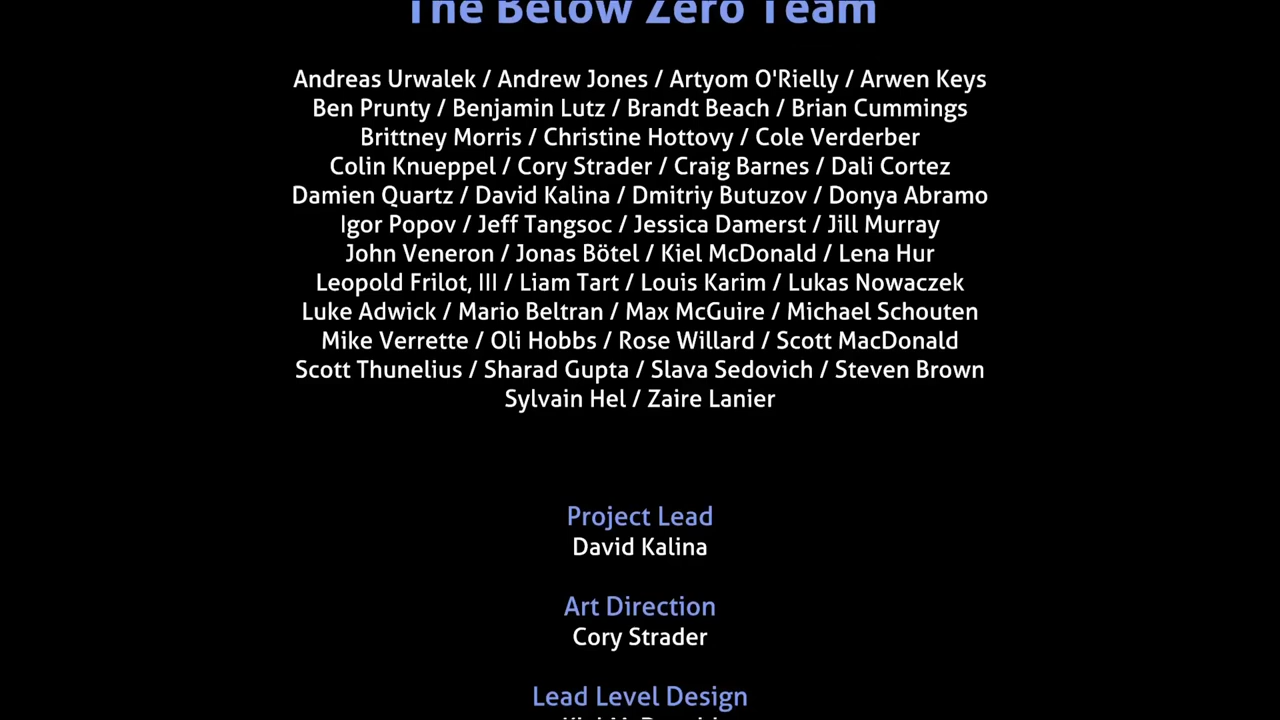 The Below Zero Team
Andreas Urwalek / Andrew Jones / Artyom O'Rielly / Arwen Keys
Ben Prunty / Benjamin Lutz / Brandt Beach / Brian Cummings
Brittney Morris / Christine Hottovy / Cole Verderber
Colin Knueppel / Cory Strader / Craig Barnes / Dali Cortez
Damien Quartz / David Kalina / Dmitriy Butuzov / Donya Abramo
Igor Popov / Jeff Tangsoc / Jessica Damerst / Jill Murray
John Veneron / Jonas Bötel / Kiel McDonald / Lena Hur
Leopold Frilot, III / Liam Tart / Louis Karim / Lukas Nowaczek
Luke Adwick / Mario Beltran / Max McGuire / Michael Schouten
Mike Verrette / Oli Hobbs / Rose Willard / Scott MacDonald
Scott Thunelius / Sharad Gupta / Slava Sedovich / Steven Brown
Sylvain Hel / Zaire Lanier
Project Lead
David Kalina
Art Direction
Cory Strader
Lead Level Design